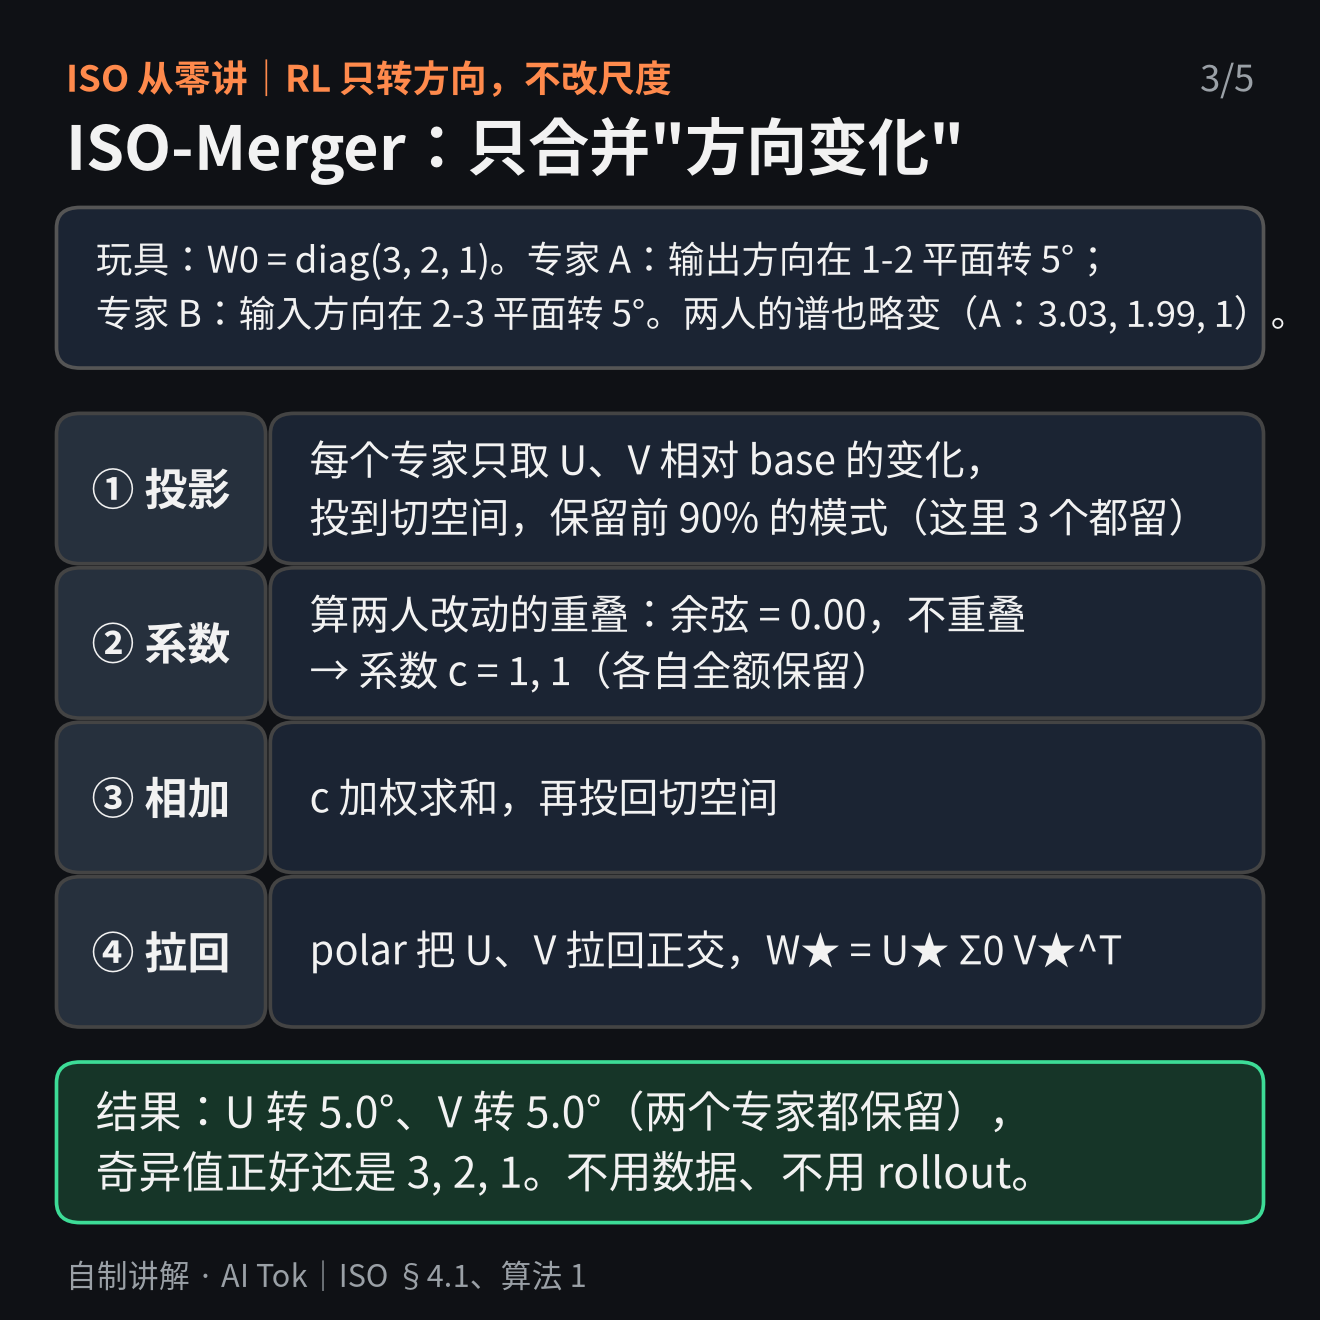 ISO 从零讲｜RL 只转方向，不改尺度
3/5
ISO-Merger：只合并"方向变化"
玩具：W0 = diag(3, 2, 1)。专家 A：输出方向在 1-2 平面转 5°；
专家 B：输入方向在 2-3 平面转 5°。两人的谱也略变（A：3.03, 1.99, 1）。
① 投影
每个专家只取 U、V 相对 base 的变化，
投到切空间，保留前 90% 的模式（这里 3 个都留）
② 系数
算两人改动的重叠：余弦 = 0.00，不重叠
→ 系数 c = 1, 1（各自全额保留）
③ 相加
c 加权求和，再投回切空间
④ 拉回
polar 把 U、V 拉回正交，W★ = U★ Σ0 V★^T
结果：U 转 5.0°、V 转 5.0°（两个专家都保留），
奇异值正好还是 3, 2, 1。不用数据、不用 rollout。
自制讲解 · AI Tok｜ISO §4.1、算法 1